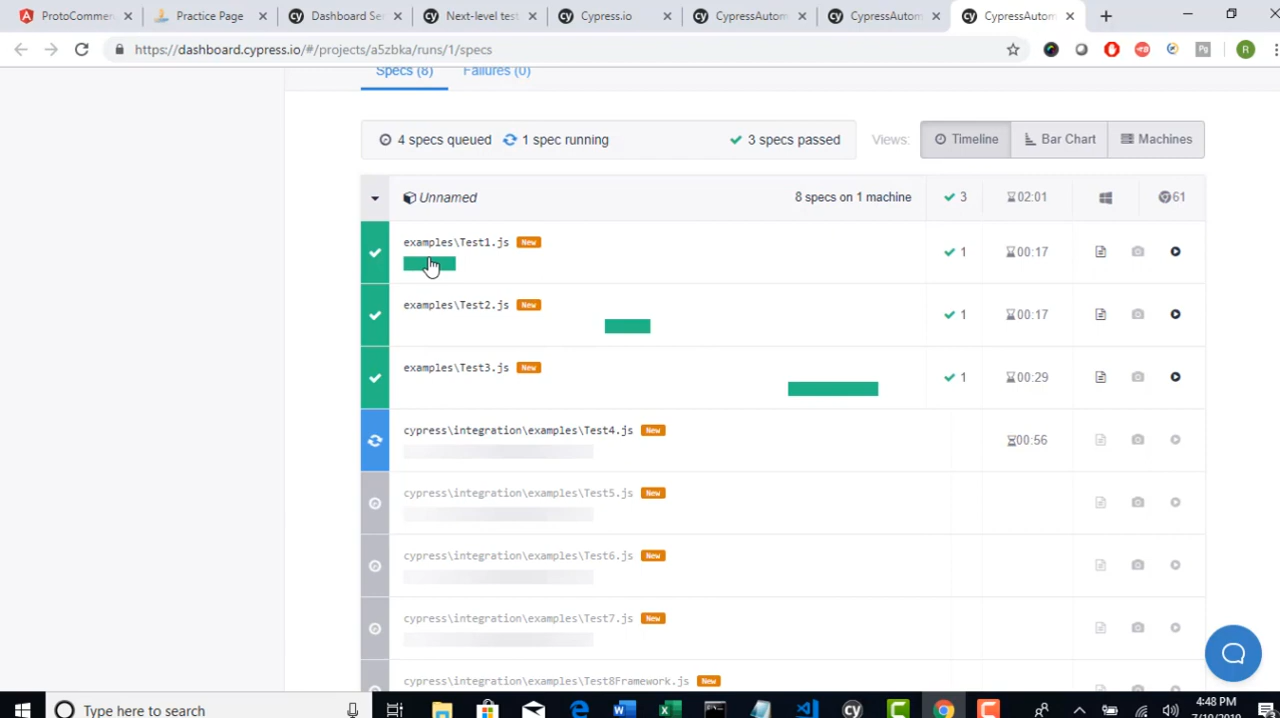 ProtoCommer
Practice Page
Dashboard Se
Next-level test
Cypress.io
CypressAutom
CypressAutom
CypressAutom
https://dashboard.cypress.io/#/projects/a5zbka/runs/1/specs
R
Specs (8) Failures (0)
4 specs queued 1 spec running 3 specs passed Views: Timeline Bar Chart Machines
Unnamed 8 specs on 1 machine 3 02:01 61
examples\Test1.js New 1 00:17
examples\Test2.js New 1 00:17
examples\Test3.js New 1 00:29
cypress\integration\examples\Test4.js New 00:56
cypress\integration\examples\Test5.js New
cypress\integration\examples\Test6.js New
cypress\integration\examples\Test7.js New
cypress\integration\examples\Test8Framework.js New
Type here to search
4:48 PM